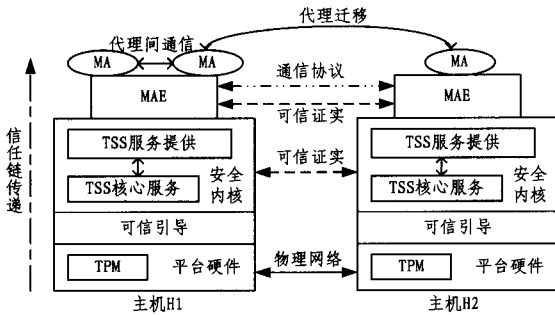 代理迁移
代理间通信
MA
MA
MA
通信协议
MAE
MAE
可信证实
信任链传递
TSS服务提供
可信证实
TSS服务提供
TSS核心服务
安全
内核
TSS核心服务
安全
内核
可信引导
可信引导
TPM
平台硬件
物理网络
TPM
平台硬件
主机H1
主机H2